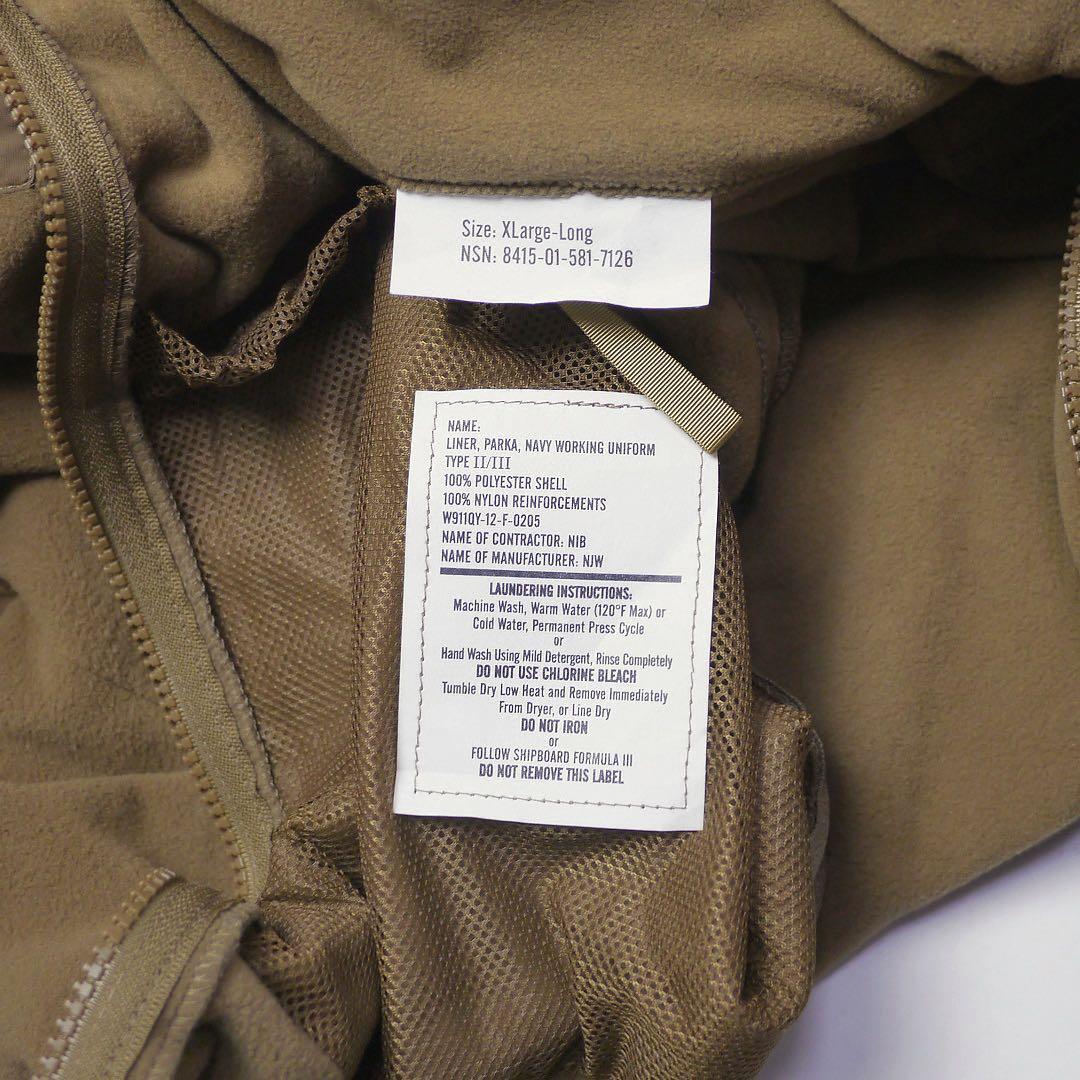 Size: XLarge-Long
NSN: 8415-01-581-7126
NAME:
LINER, PARKA, NAVY WORKING UNIFORM
TYPE II/III
100% POLYESTER SHELL
100% NYLON REINFORCEMENTS
W911QY-12-F-0205
NAME OF CONTRACTOR: NIB
NAME OF MANUFACTURER: NJW
LAUNDERING INSTRUCTIONS:
Machine Wash, Warm Water (120°F Max) or
Cold Water, Permanent Press Cycle
or
Hand Wash Using Mild Detergent, Rinse Completely
DO NOT USE CHLORINE BLEACH
Tumble Dry Low Heat and Remove Immediately
From Dryer, or Line Dry
DO NOT IRON
or
FOLLOW SHIPBOARD FORMULA III
DO NOT REMOVE THIS LABEL